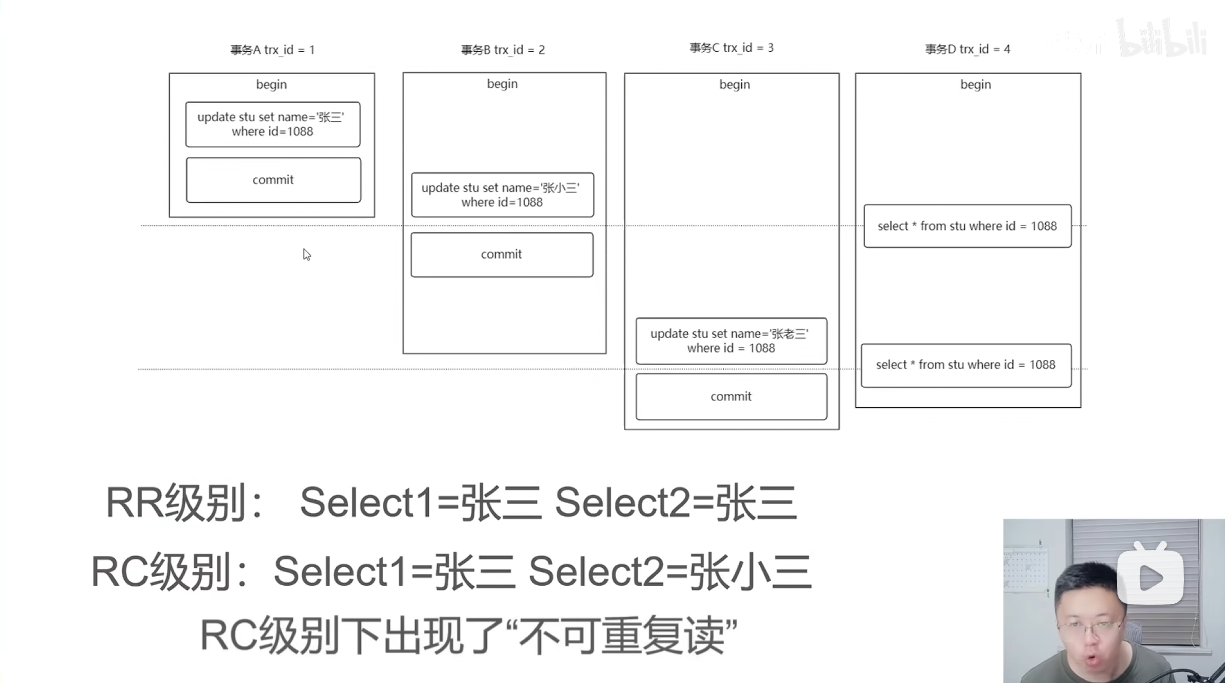 事务A trx_id = 1
事务B trx_id = 2
事务C trx_id = 3
事务D trx_id = 4
bilibili
begin
begin
begin
begin
update stu set name='张三'
where id=1088
commit
update stu set name='张小三'
where id=1088
commit
select * from stu where id = 1088
update stu set name='张老三'
where id = 1088
commit
select * from stu where id = 1088
RR级别： Select1=张三 Select2=张三
RC级别：Select1=张三 Select2=张小三
RC级别下出现了“不可重复读”